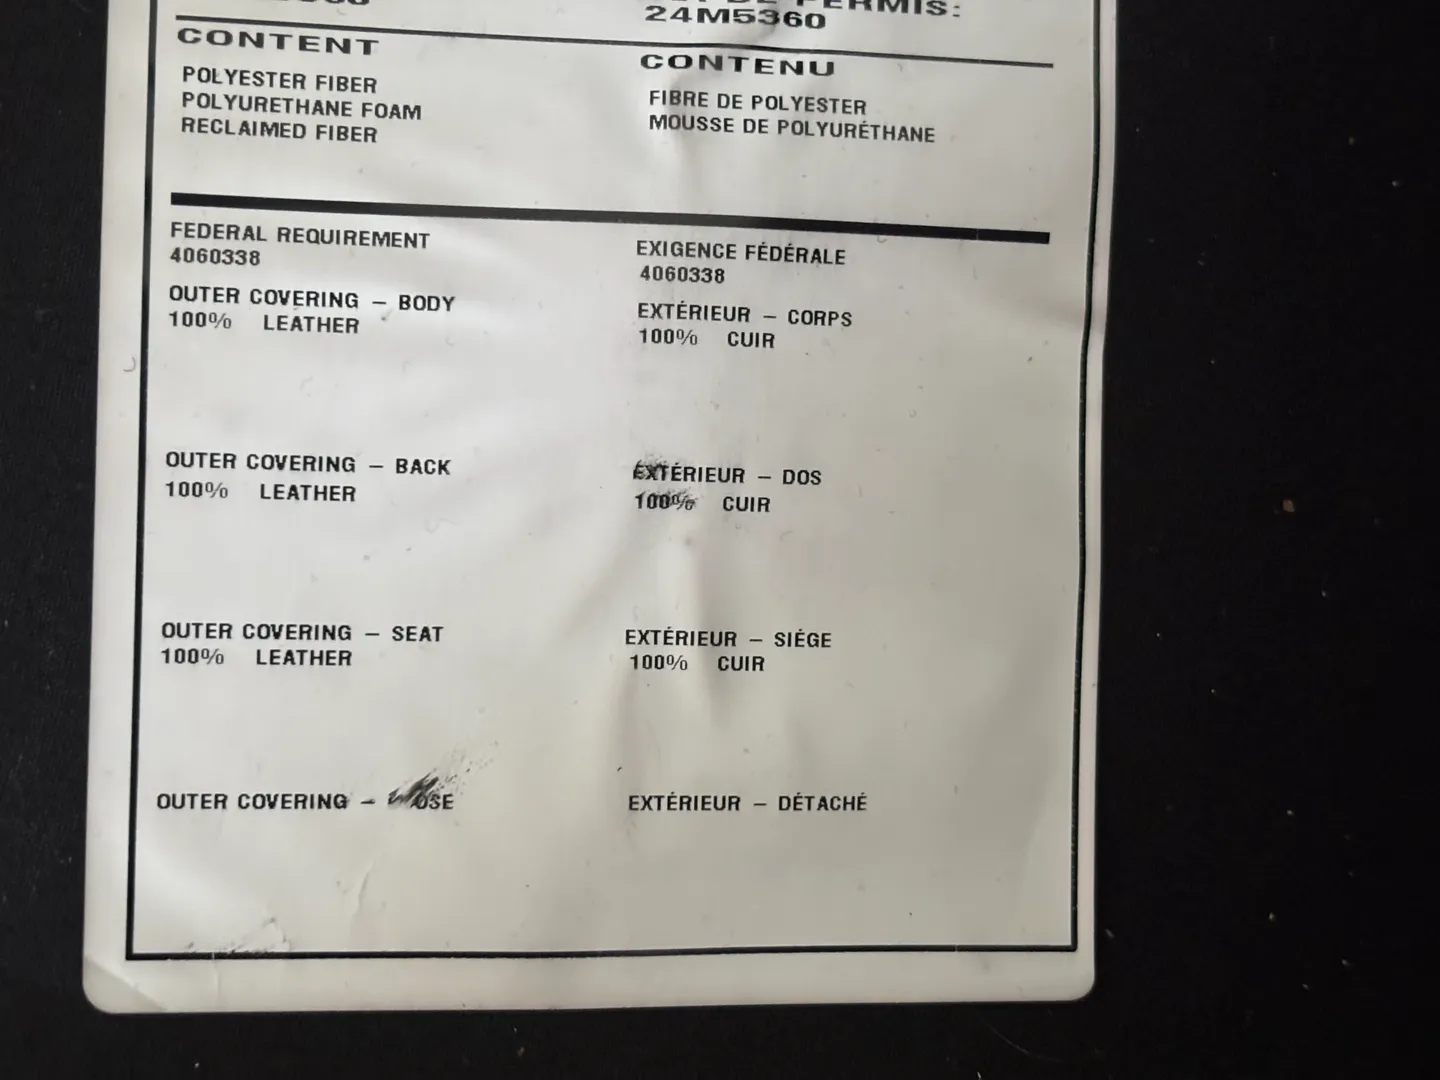 PERMIS:
24M5360
CONTENT
POLYESTER FIBER
POLYURETHANE FOAM
RECLAIMED FIBER
CONTENU
FIBRE DE POLYESTER
MOUSSE DE POLYURÉTHANE
FEDERAL REQUIREMENT
4060338
OUTER COVERING – BODY
100% LEATHER
EXIGENCE FÉDÉRALE
4060338
EXTÉRIEUR – CORPS
100% CUIR
OUTER COVERING – BACK
100% LEATHER
EXTÉRIEUR – DOS
100% CUIR
OUTER COVERING – SEAT
100% LEATHER
EXTÉRIEUR – SIÉGE
100% CUIR
OUTER COVERING –
EXTÉRIEUR – DÉTACHÉ